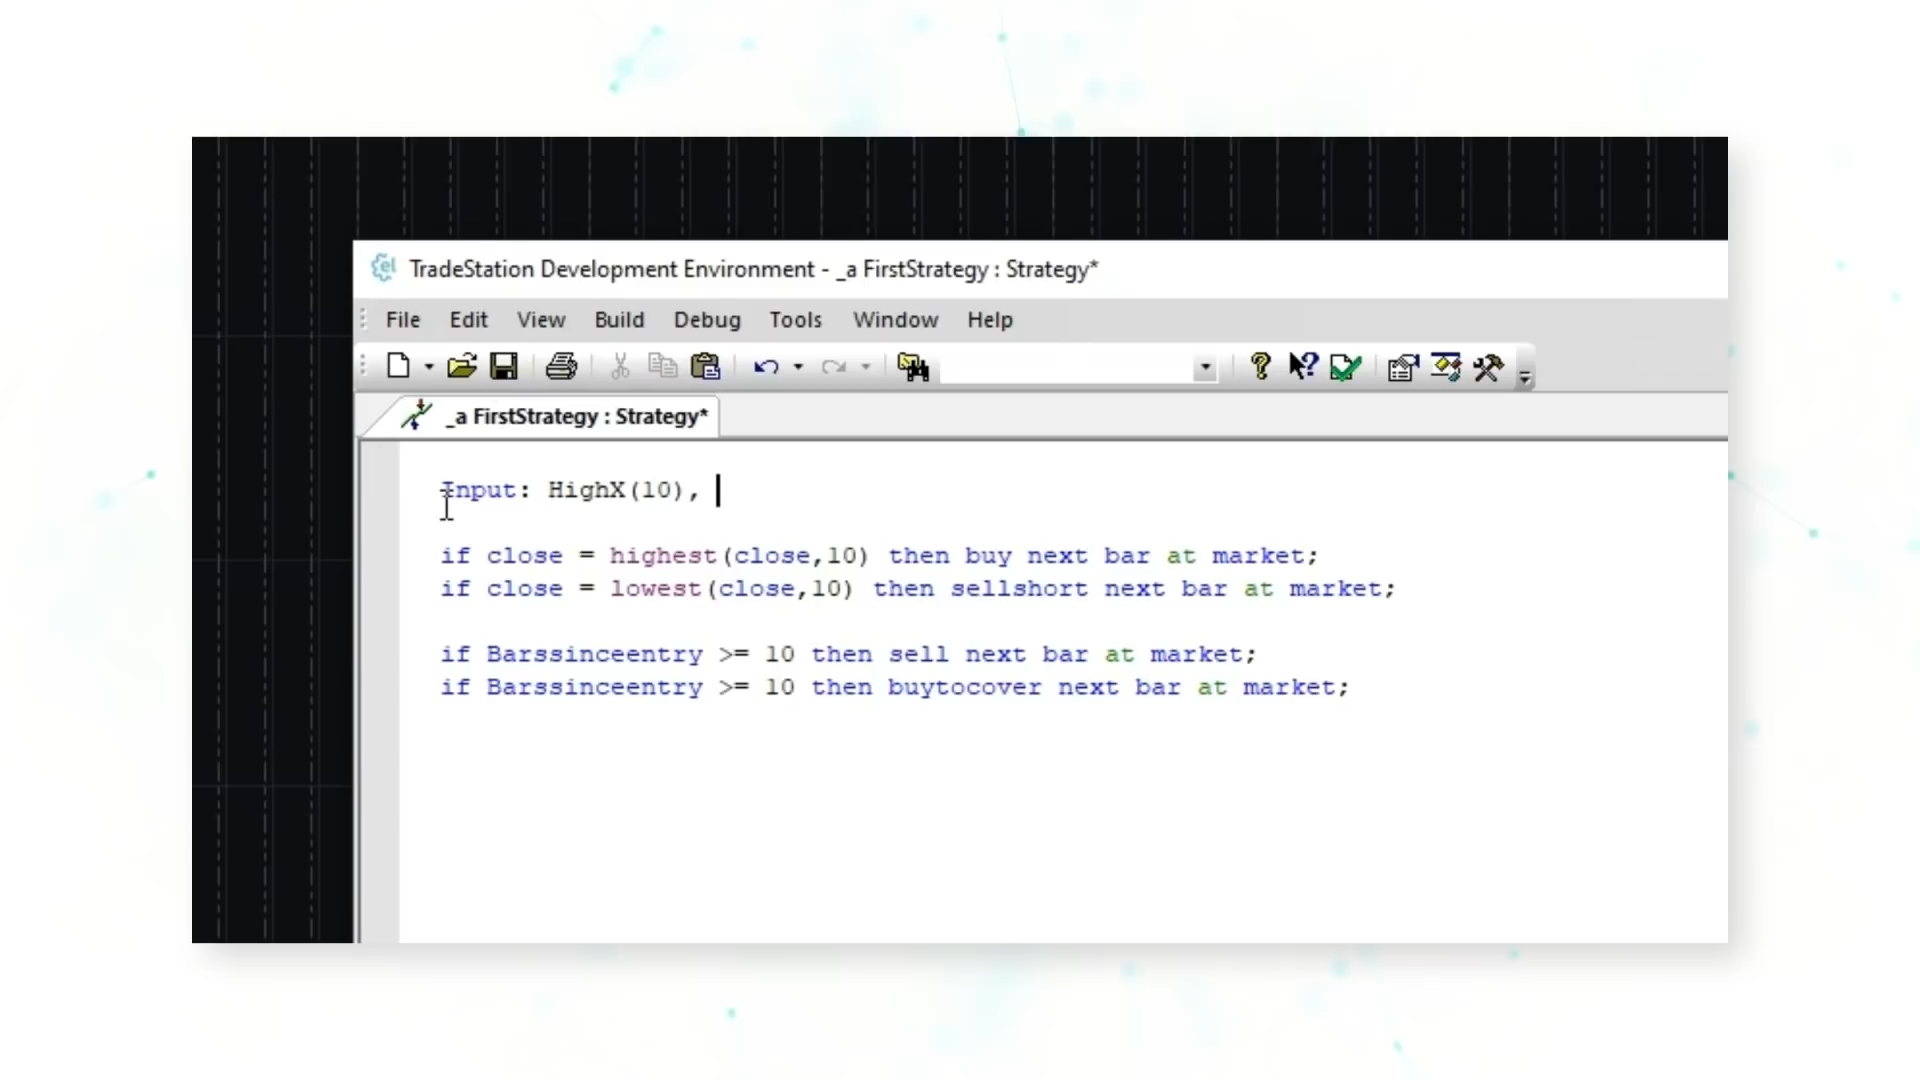 TradeStation Development Environment - _a FirstStrategy : Strategy*
File Edit View Build Debug Tools Window Help
_a FirstStrategy : Strategy*
Input: HighX(10),
if close = highest(close,10) then buy next bar at market;
if close = lowest(close,10) then sellshort next bar at market;
if Barssinceentry >= 10 then sell next bar at market;
if Barssinceentry >= 10 then buytocover next bar at market;